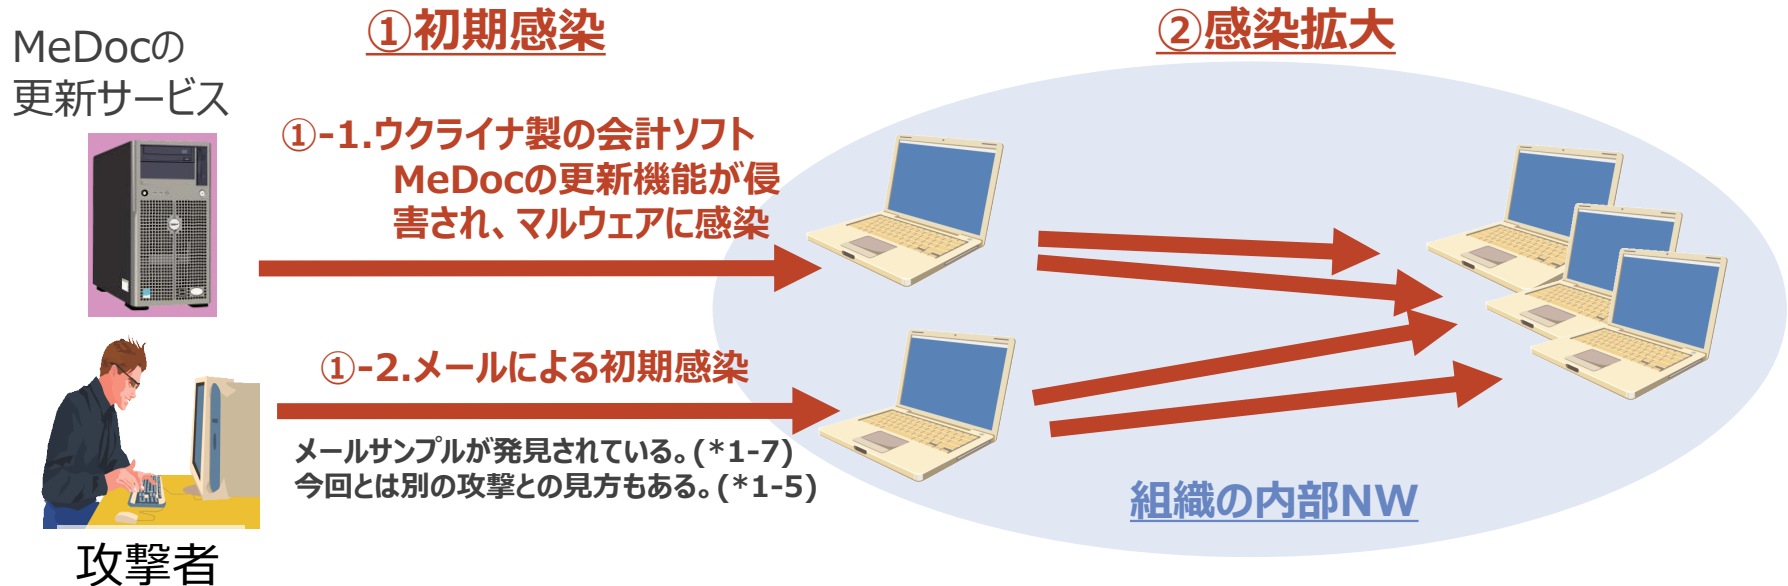 MeDocの
更新サービス
①初期感染
②感染拡大
①-1.ウクライナ製の会計ソフト
MeDocの更新機能が侵
害され、マルウェアに感染
①-2.メールによる初期感染
メールサンプルが発見されている。(*1-7)
今回とは別の攻撃との見方もある。(*1-5)
組織の内部NW
攻撃者